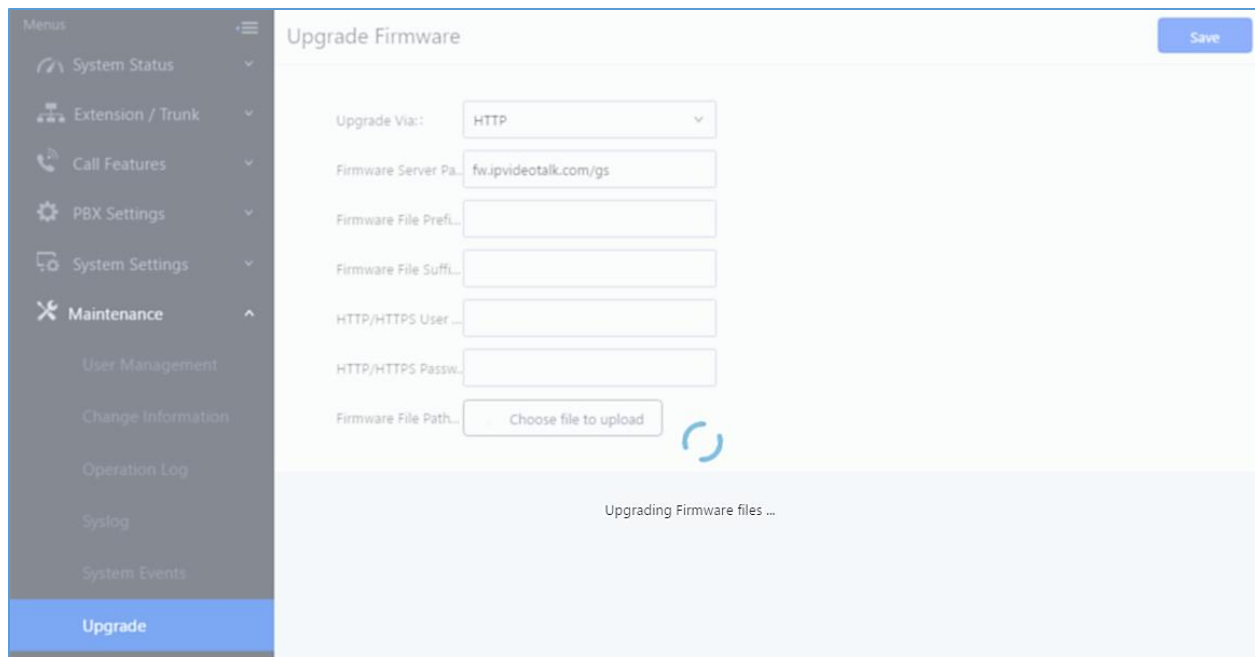 Menus
System Status
Extension / Trunk
Call Features
PBX Settings
System Settings
Maintenance
User Management
Change Information
Operation Log
Syslog
System Events
Upgrade
Upgrade Firmware
Save
Upgrade Via::
HTTP
Firmware Server Pa...
fw.ipvideotalk.com/gs
Firmware File Prefi...
Firmware File Suffi...
HTTP/HTTPS User ...
HTTP/HTTPS Passw...
Firmware File Path...
Choose file to upload
Upgrading Firmware files ...